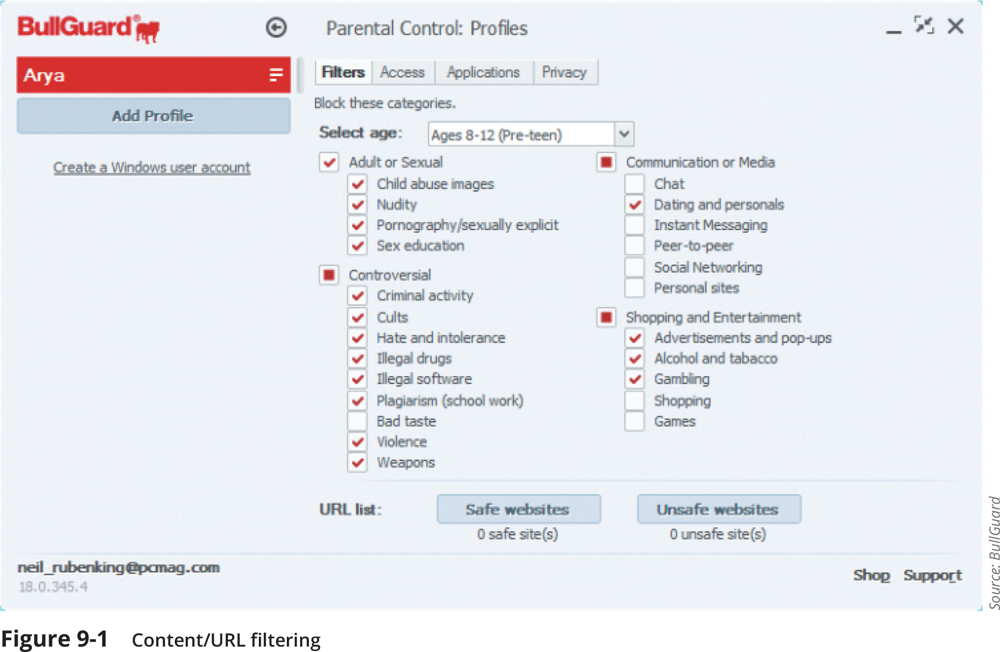 BullGuard®
Parental Control: Profiles
Arya
Add Profile
Create a Windows user account
Filters
Access
Applications
Privacy
Block these categories.
Select age:
Ages 8-12 (Pre-teen)
Adult or Sexual
Child abuse images
Nudity
Pornography/sexually explicit
Sex education
Controversial
Criminal activity
Cults
Hate and intolerance
Illegal drugs
Illegal software
Plagiarism (school work)
Bad taste
Violence
Weapons
Communication or Media
Chat
Dating and personals
Instant Messaging
Peer-to-peer
Social Networking
Personal sites
Shopping and Entertainment
Advertisements and pop-ups
Alcohol and tabacco
Gambling
Shopping
Games
URL list:
Safe websites
0 safe site(s)
Unsafe websites
0 unsafe site(s)
neil_rubenking@pcmag.com
18.0.345.4
Shop
Support
Source: BullGuard
Figure 9-1 Content/URL filtering